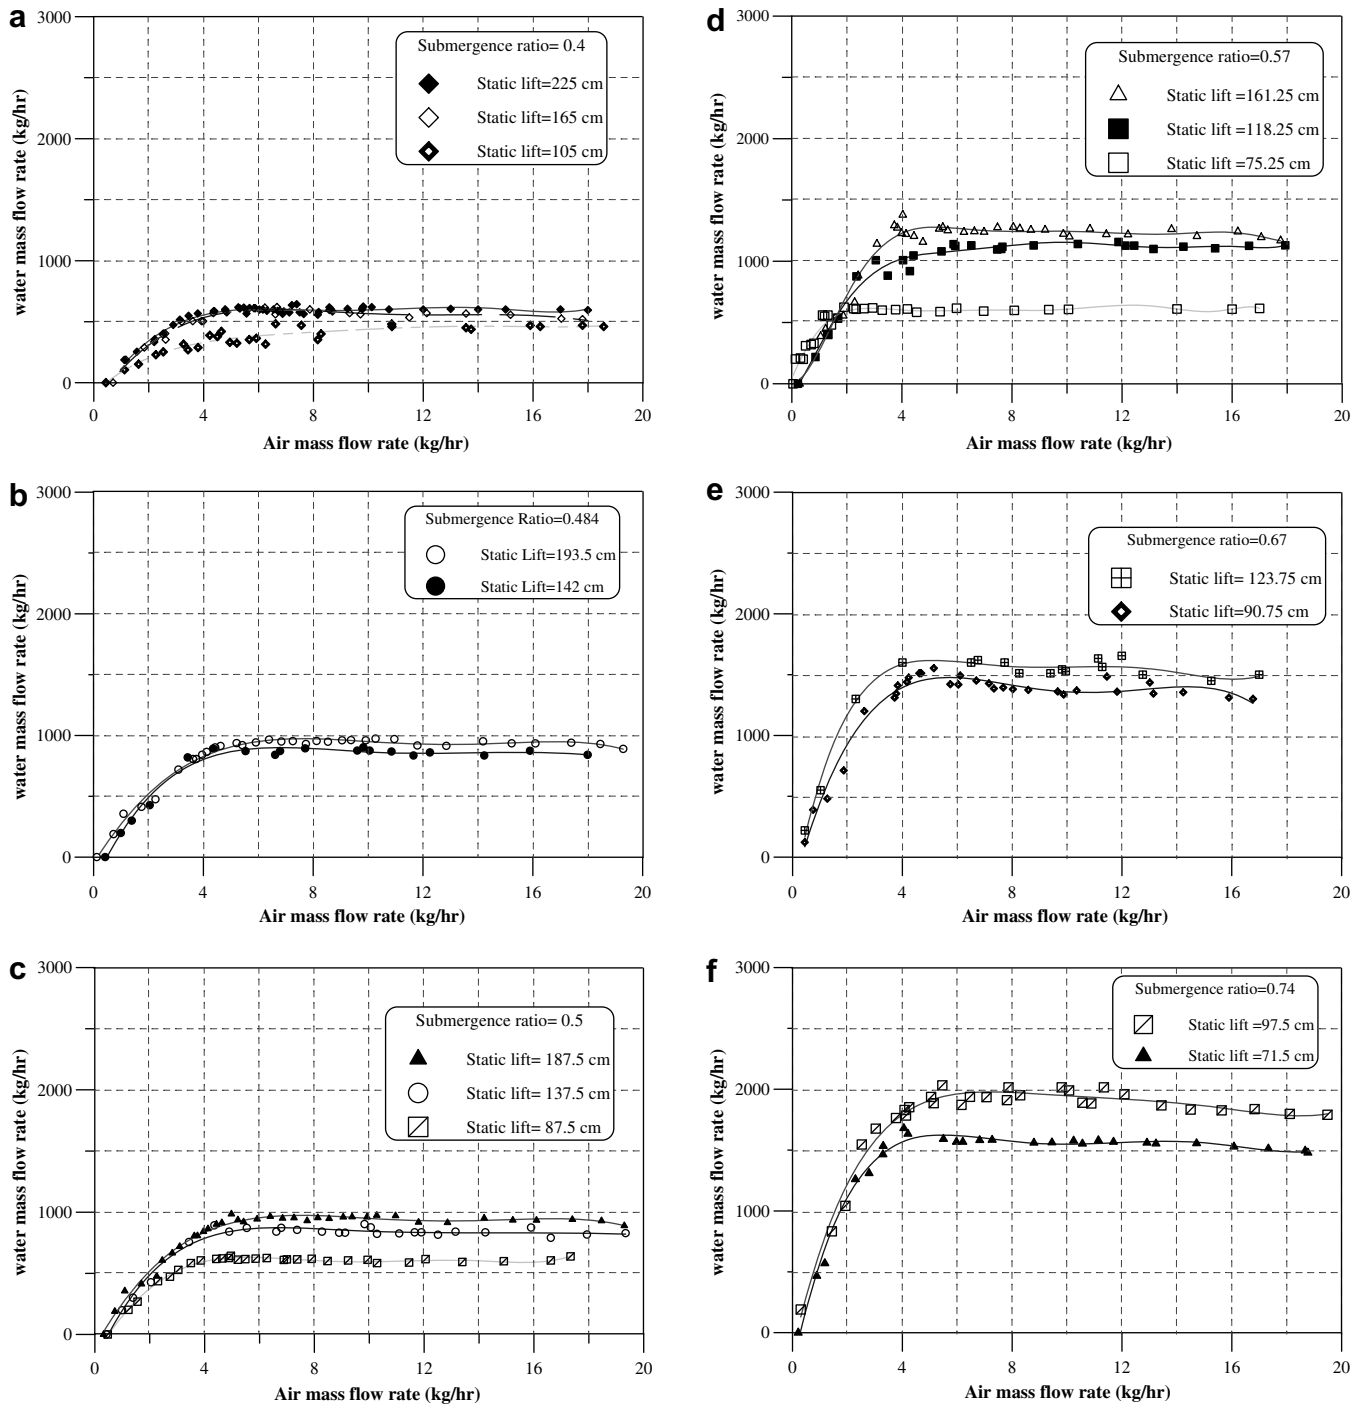 a
3000
2000
1000
0
water mass flow rate (kg/hr)
Submergence ratio= 0.4
Static lift=225 cm
Static lift=165 cm
Static lift=105 cm
0 4 8 12 16 20
Air mass flow rate (kg/hr)
d
3000
2000
1000
0
water mass flow rate (kg/hr)
Submergence ratio=0.57
Static lift =161.25 cm
Static lift =118.25 cm
Static lift =75.25 cm
0 4 8 12 16 20
Air mass flow rate (kg/hr)
b
3000
2000
1000
0
water mass flow rate (kg/hr)
Submergence Ratio=0.484
Static Lift=193.5 cm
Static Lift=142 cm
0 4 8 12 16 20
Air mass flow rate (kg/hr)
e
3000
2000
1000
0
water mass flow rate (kg/hr)
Submergence ratio=0.67
Static lift= 123.75 cm
Static lift=90.75 cm
0 4 8 12 16 20
Air mass flow rate (kg/hr)
c
3000
2000
1000
0
water mass flow rate (kg/hr)
Submergence ratio= 0.5
Static lift= 187.5 cm
Static lift= 137.5 cm
Static lift= 87.5 cm
0 4 8 12 16 20
Air mass flow rate (kg/hr)
f
3000
2000
1000
0
water mass flow rate (kg/hr)
Submergence ratio=0.74
Static lift =97.5 cm
Static lift =71.5 cm
0 4 8 12 16 20
Air mass flow rate (kg/hr)